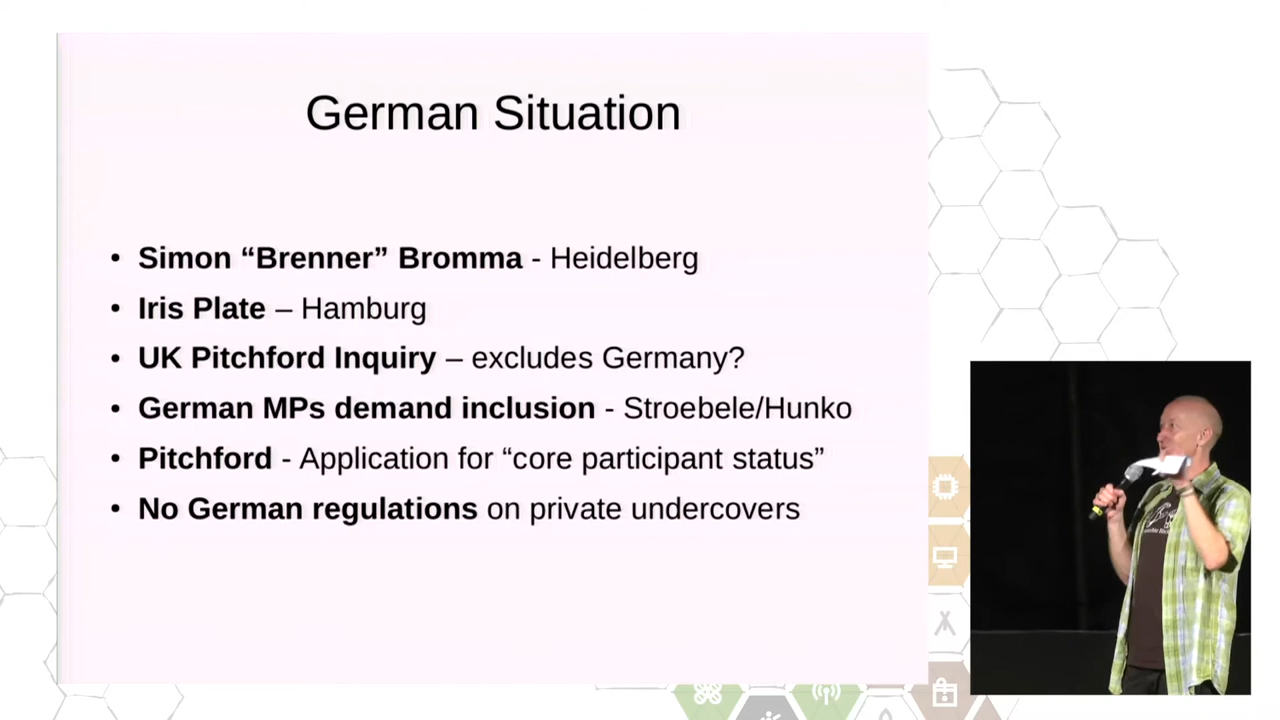 German Situation
• Simon “Brenner” Bromma - Heidelberg
• Iris Plate – Hamburg
• UK Pitchford Inquiry – excludes Germany?
• German MPs demand inclusion - Stroebele/Hunko
• Pitchford - Application for “core participant status”
• No German regulations on private undercovers